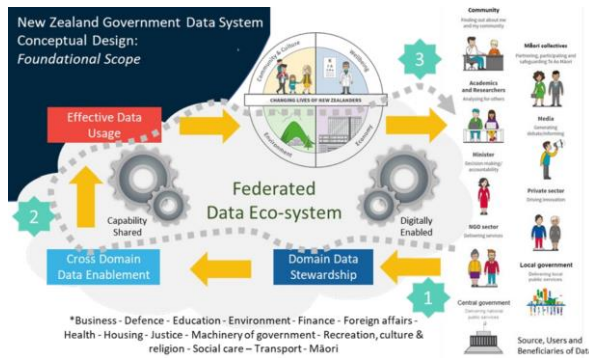 New Zealand Government Data System
Conceptual Design:
Foundational Scope
Community & Culture
Wellbeing
CHANGING LIVES OF NEW ZEALANDERS
Environment
Economy
3
Effective Data
Usage
2
Capability
Shared
Federated
Data Eco-system
Digitally
Enabled
Cross Domain
Data Enablement
Domain Data
Stewardship
1
*Business - Defence - Education - Environment - Finance - Foreign affairs -
Health - Housing - Justice - Machinery of government - Recreation, culture &
religion - Social care – Transport - Māori
Community
Finding out about me
and my community
Māori collectives
Partnering, participating and
safeguarding Te Ao Māori
Academics
and Researchers
Analysing for others
Media
Generating
debate/informing
Minister
Decision making/
accountability
Private sector
Driving innovation
NGO sector
Delivering services
Local government
Delivering local
public services
Central government
Delivering national
public services
Source, Users and
Beneficiaries of Data